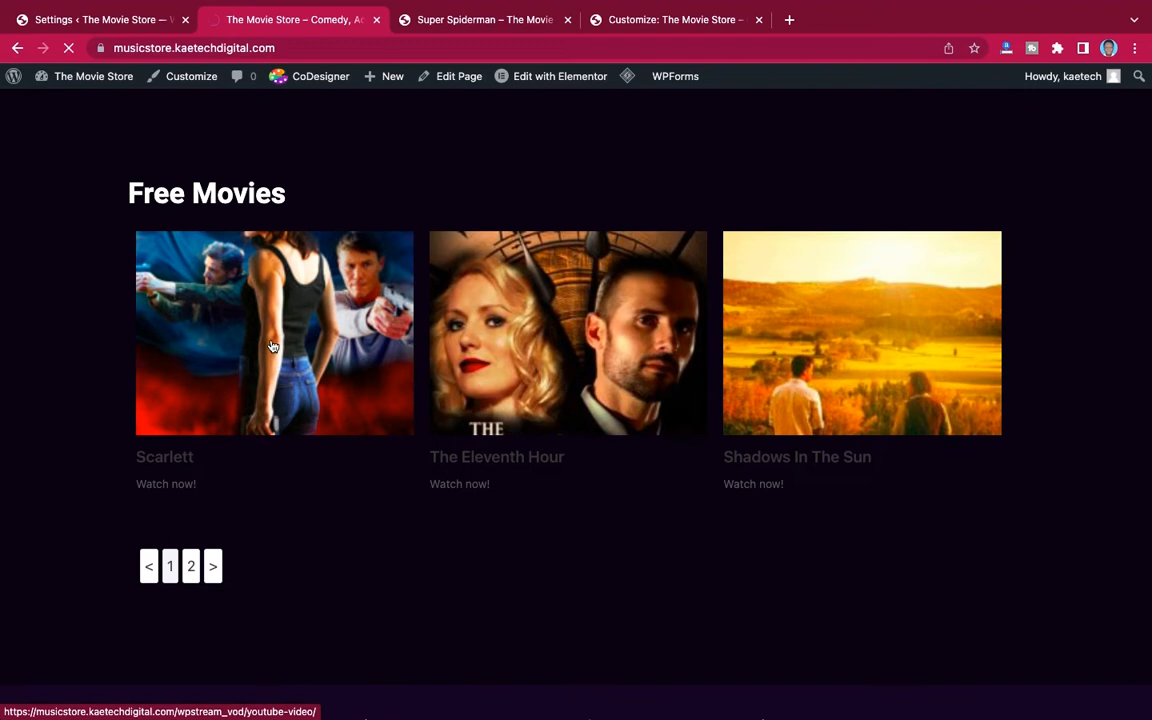 Settings ‹ The Movie Store — W
The Movie Store – Comedy, Ac
Super Spiderman – The Movie
Customize: The Movie Store –
musicstore.kaetechdigital.com
The Movie Store
Customize
0
CoDesigner
New
Edit Page
Edit with Elementor
WPForms
Howdy, kaetech
Free Movies
THE
Scarlett
The Eleventh Hour
Shadows In The Sun
Watch now!
Watch now!
Watch now!
< 1 2 >
https://musicstore.kaetechdigital.com/wpstream_vod/youtube-video/